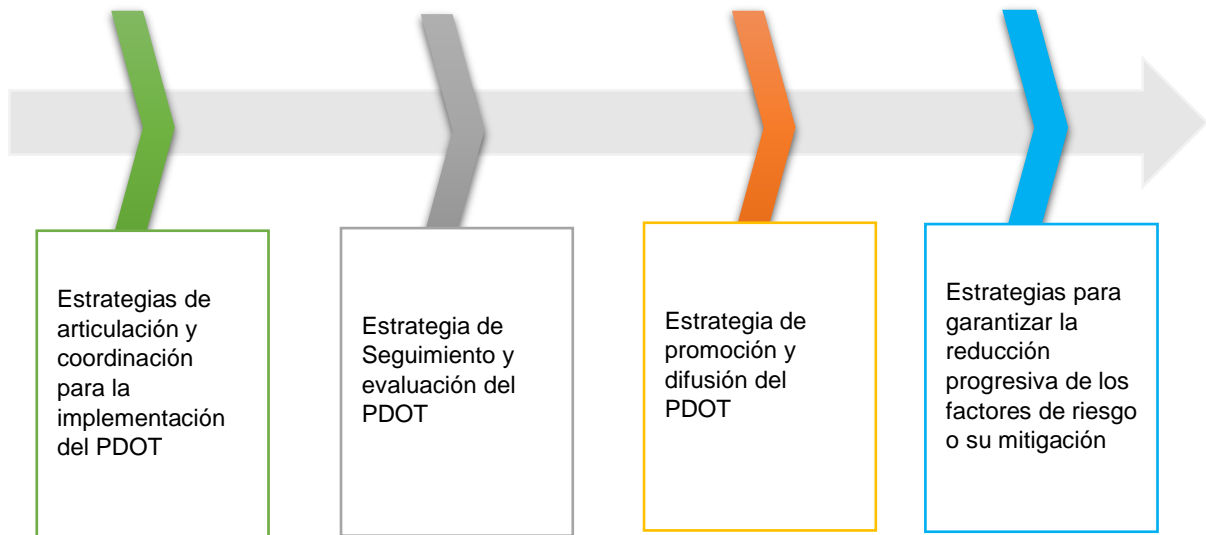 Estrategias de
articulación y
coordinación
para la
implementación
del PDOT
Estrategia de
Seguimiento y
evaluación del
PDOT
Estrategia de
promoción y
difusión del
PDOT
Estrategias para
garantizar la
reducción
progresiva de los
factores de riesgo
o su mitigación